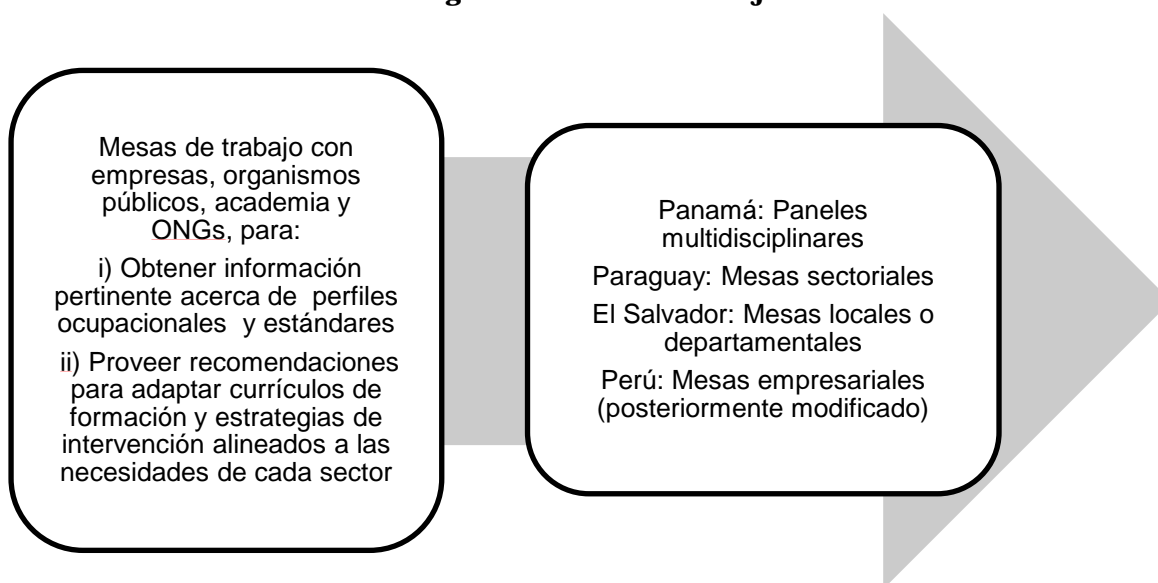 Mesas de trabajo con
empresas, organismos
públicos, academia y
ONGs, para:
i) Obtener información
pertinente acerca de perfiles
ocupacionales y estándares
ii) Proveer recomendaciones
para adaptar currículos de
formación y estrategias de
intervención alineados a las
necesidades de cada sector
Panamá: Paneles
multidisciplinares
Paraguay: Mesas sectoriales
El Salvador: Mesas locales o
departamentales
Perú: Mesas empresariales
(posteriormente modificado)